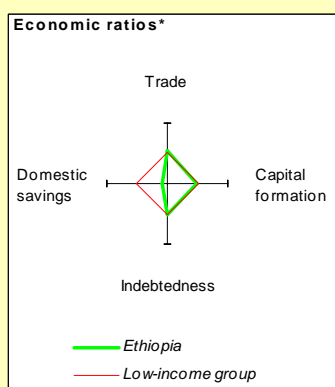 Economic ratios*
Trade
Domestic
savings
Capital
formation
Indebtedness
Ethiopia
Low-income group